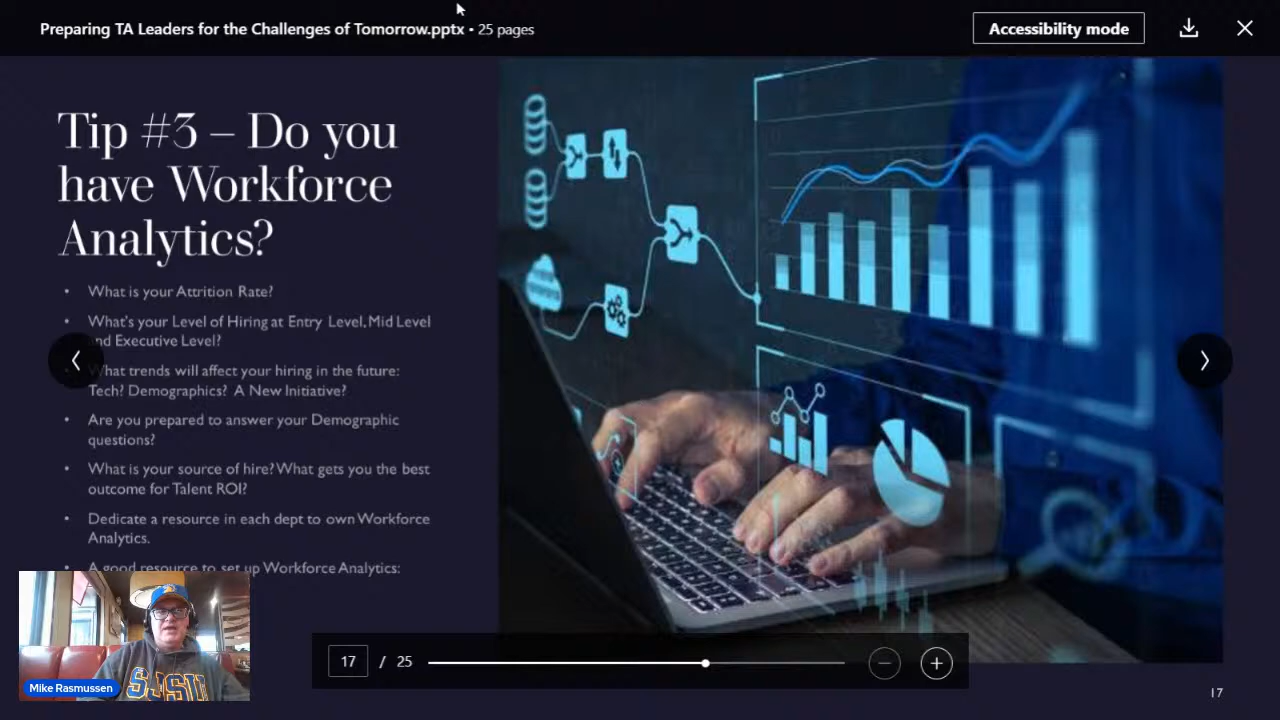 Preparing TA Leaders for the Challenges of Tomorrow.pptx • 25 pages
Accessibility mode
Tip #3 – Do you
have Workforce
Analytics?
• What is your Attrition Rate?
• What's your Level of Hiring at Entry Level, Mid Level
and Executive Level?
What trends will affect your hiring in the future:
Tech? Demographics? A New Initiative?
• Are you prepared to answer your Demographic
questions?
• What is your source of hire? What gets you the best
outcome for Talent ROI?
• Dedicate a resource in each dept to own Workforce
Analytics.
• A good resource to set up Workforce Analytics:
SJSU
Mike Rasmussen
17 / 25
17